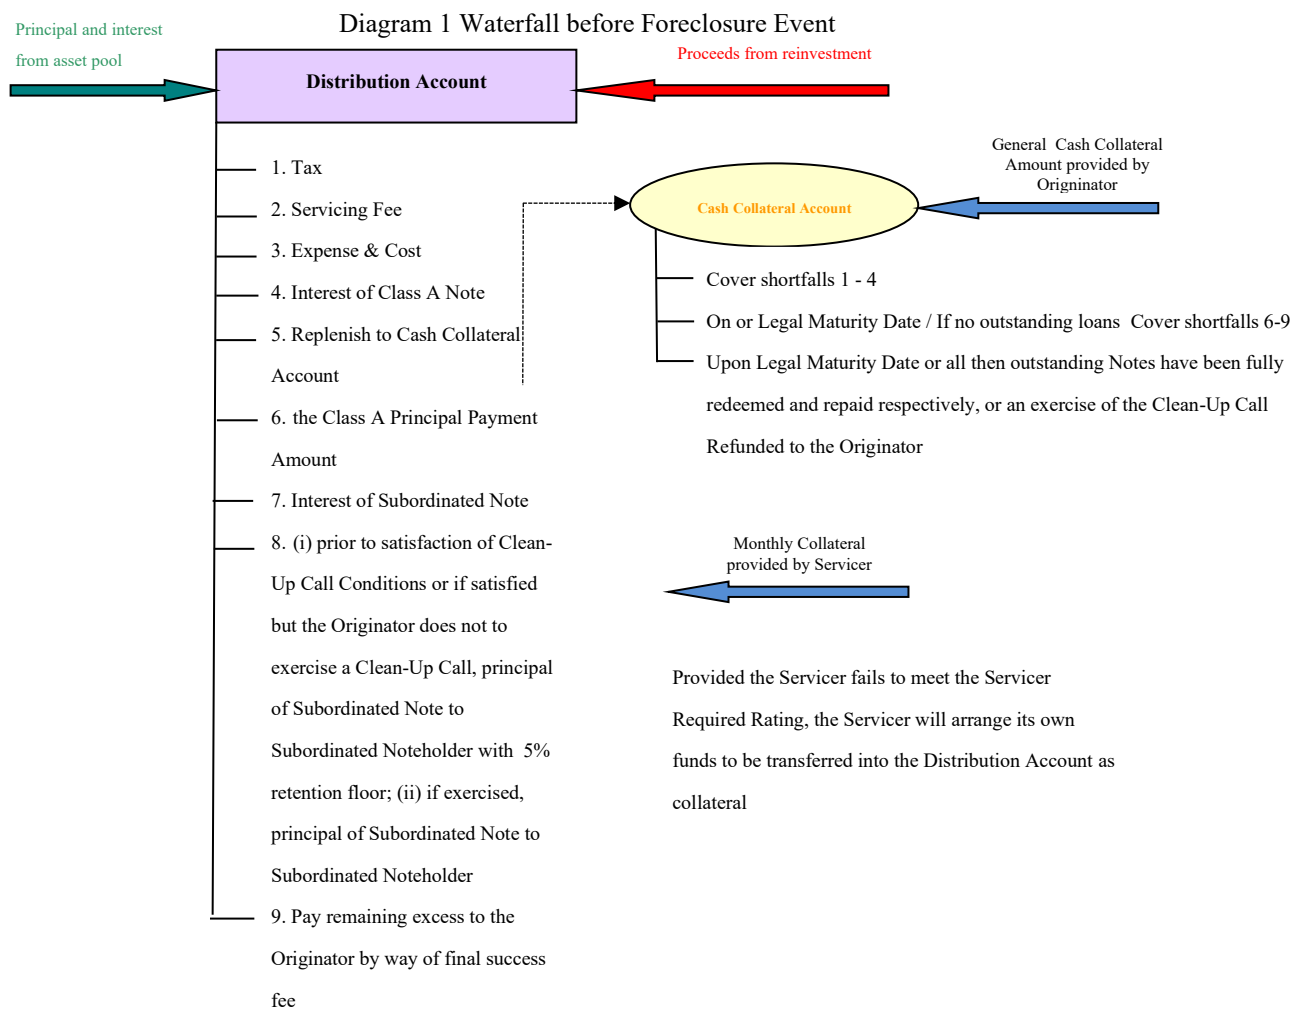 Diagram 1 Waterfall before Foreclosure Event
Principal and interest
from asset pool
Distribution Account
Proceeds from reinvestment
1. Tax
2. Servicing Fee
3. Expense & Cost
4. Interest of Class A Note
5. Replenish to Cash Collateral
Account
6. the Class A Principal Payment
Amount
7. Interest of Subordinated Note
8. (i) prior to satisfaction of Clean-
Up Call Conditions or if satisfied
but the Originator does not to
exercise a Clean-Up Call, principal
of Subordinated Note to
Subordinated Noteholder with 5%
retention floor; (ii) if exercised,
principal of Subordinated Note to
Subordinated Noteholder
9. Pay remaining excess to the
Originator by way of final success
fee
General Cash Collateral
Amount provided by
Origninator
Cash Collateral Account
Cover shortfalls 1 - 4
On or Legal Maturity Date / If no outstanding loans Cover shortfalls 6-9
Upon Legal Maturity Date or all then outstanding Notes have been fully
redeemed and repaid respectively, or an exercise of the Clean-Up Call
Refunded to the Originator
Monthly Collateral
provided by Servicer
Provided the Servicer fails to meet the Servicer
Required Rating, the Servicer will arrange its own
funds to be transferred into the Distribution Account as
collateral